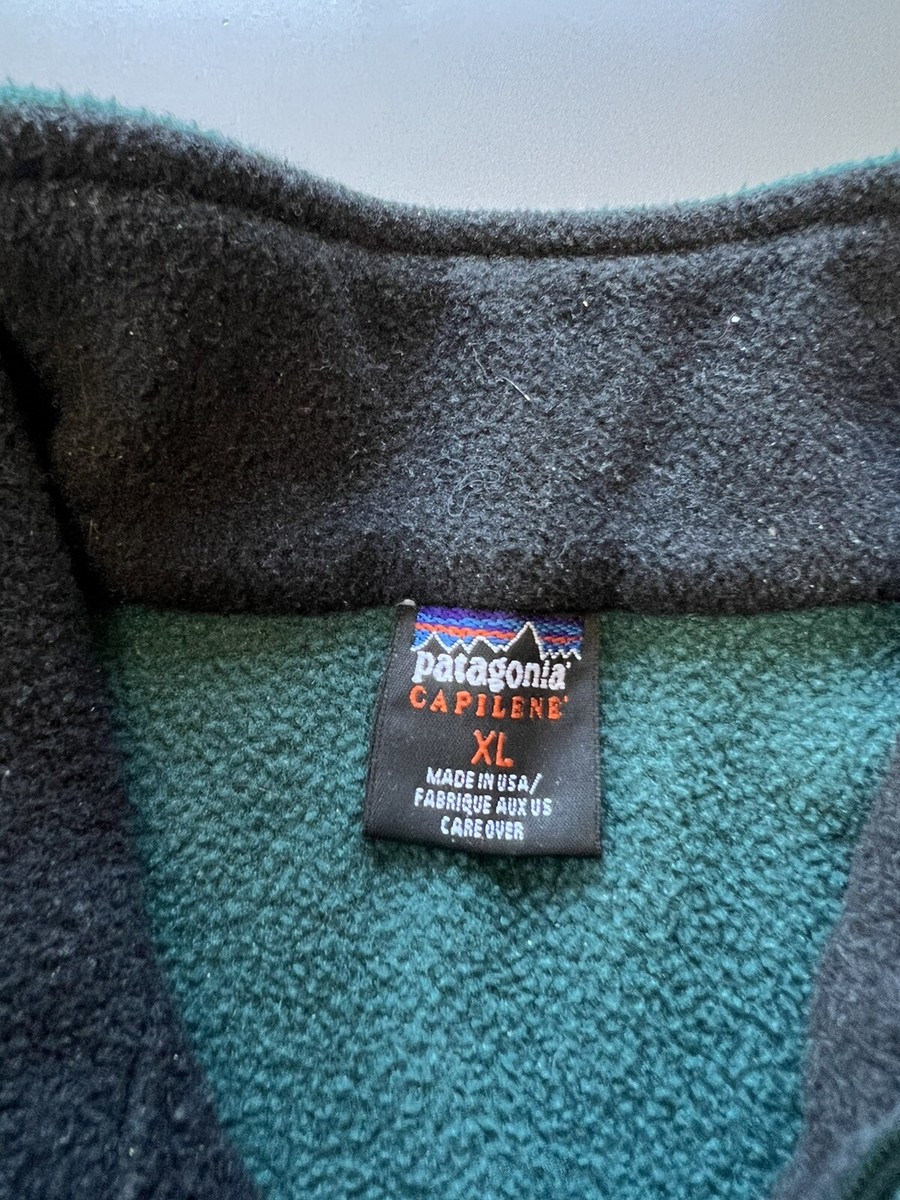 patagonia®
CAPILENE®
XL
MADE IN USA/
FABRIQUE AUX US
CARE OVER